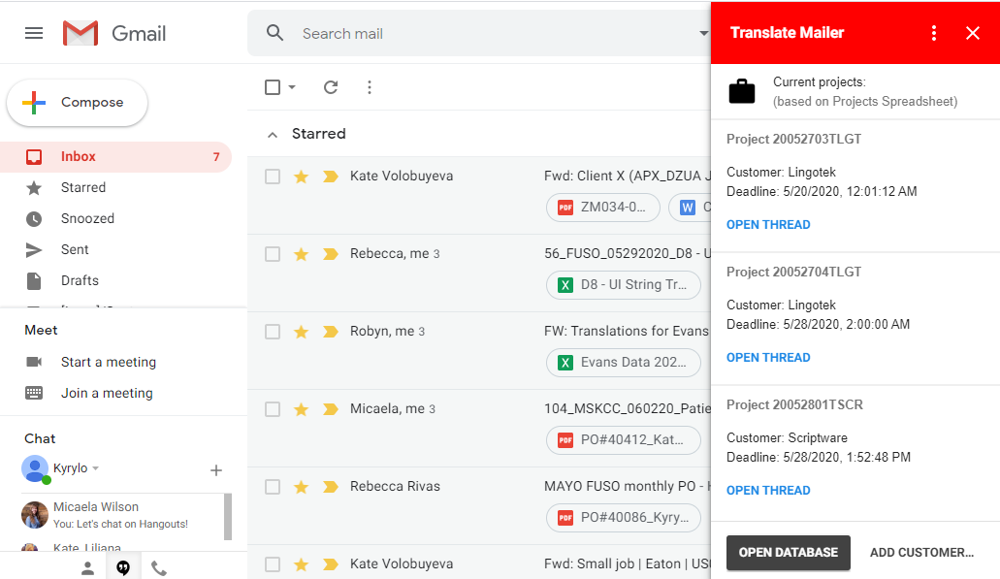 Gmail
Search mail
Compose
Inbox 7
Starred
Snoozed
Sent
Drafts
Meet
Start a meeting
Join a meeting
Chat
Kyrylo
Micaela Wilson
You: Let's chat on Hangouts!
Kate, Liliana
Starred
Kate Volobuyeva Fwd: Client X (APX_DZUA J
PDF ZM034-0... W C
Rebecca, me 3 56_FUSO_05292020_D8 - U
X D8 - UI String Tr...
Robyn, me 3 FW: Translations for Evans
X Evans Data 202...
Micaela, me 3 104_MSKCC_060220_Patie
PDF PO#40412_Kat...
Rebecca Rivas MAYO FUSO monthly PO -
PDF PO#40086_Kyry...
Kate Volobuyeva Fwd: Small job | Eaton | USO
Translate Mailer
Current projects:
(based on Projects Spreadsheet)
Project 20052703TLGT
Customer: Lingotek
Deadline: 5/20/2020, 12:01:12 AM
OPEN THREAD
Project 20052704TLGT
Customer: Lingotek
Deadline: 5/28/2020, 2:00:00 AM
OPEN THREAD
Project 20052801TSCR
Customer: Scriptware
Deadline: 5/28/2020, 1:52:48 PM
OPEN THREAD
OPEN DATABASE ADD CUSTOMER...